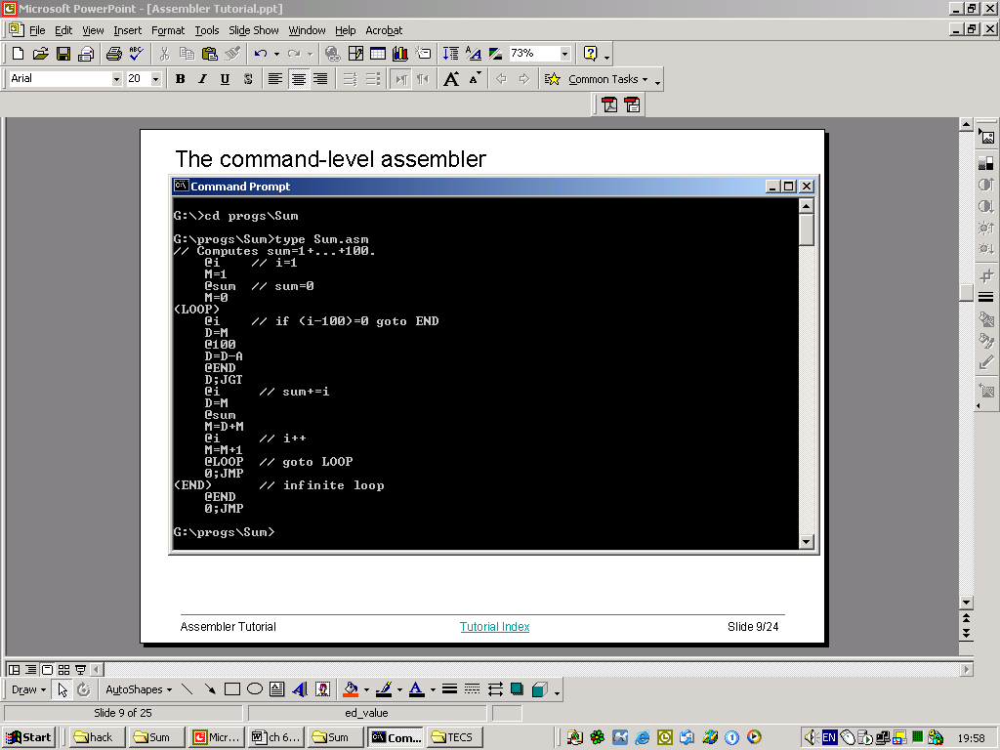 Microsoft PowerPoint - [Assembler Tutorial.ppt]
File Edit View Insert Format Tools Slide Show Window Help Acrobat
73%
Arial 20 B I U S Common Tasks
The command-level assembler
Command Prompt
G:\>cd progs\Sum
G:\progs\Sum>type Sum.asm
// Computes sum=1+...+100.
@i // i=1
M=1
@sum // sum=0
M=0
(LOOP)
@i // if (i-100)=0 goto END
D=M
@100
D=D-A
@END
D;JGT
@i // sum+=i
D=M
@sum
M=D+M
@i // i++
M=M+1
@LOOP // goto LOOP
0;JMP
(END) // infinite loop
@END
0;JMP
G:\progs\Sum>
Assembler Tutorial Tutorial Index Slide 9/24
Draw AutoShapes
Slide 9 of 25 ed_value
Start hack Sum Micr... ch 6... Sum Com... TECS EN 19:58